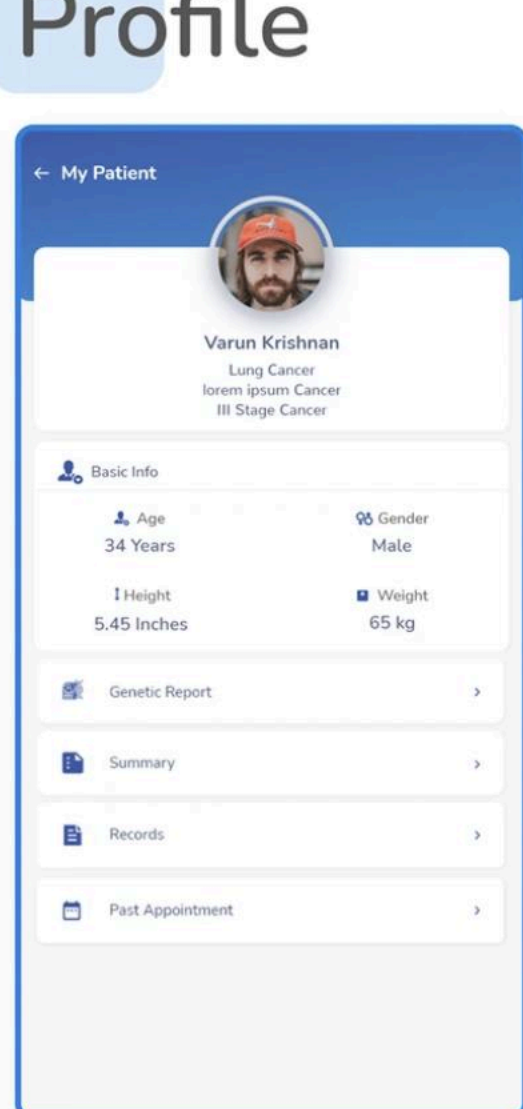 Profile
← My Patient
Varun Krishnan
Lung Cancer
lorem ipsum Cancer
III Stage Cancer
Basic Info
Age
Gender
34 Years
Male
Height
Weight
5.45 Inches
65 kg
Genetic Report
Summary
Records
Past Appointment